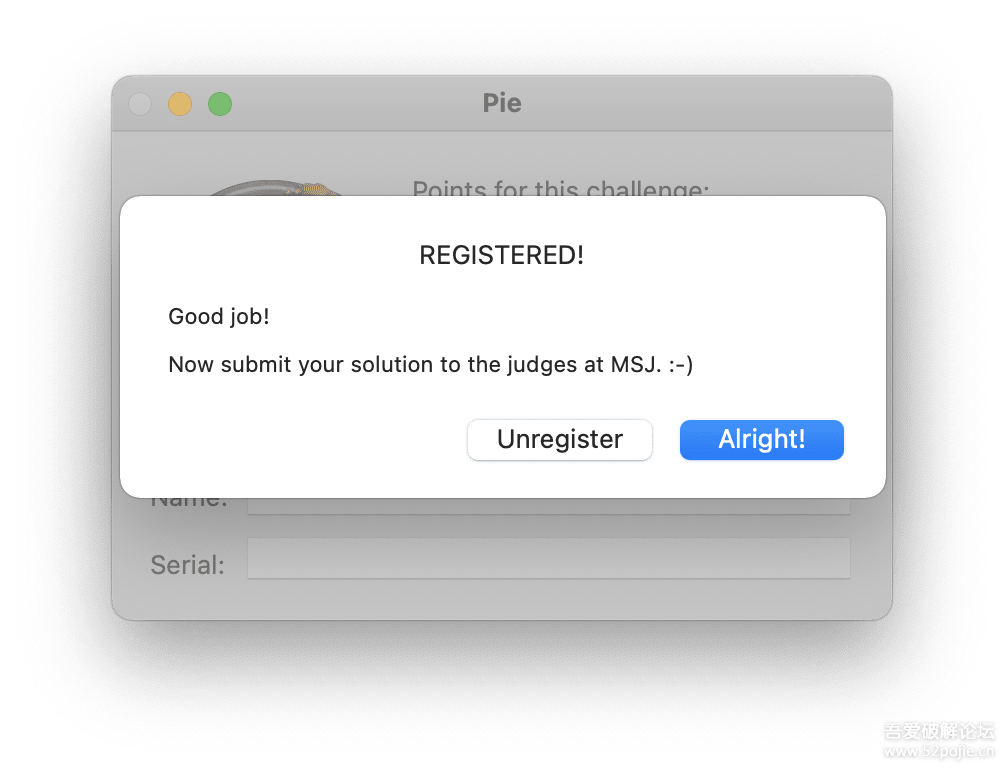 Pie
Points for this challenge:
REGISTERED!
Good job!
Now submit your solution to the judges at MSJ. :-)
Unregister
Alright!
Name:
Serial:
吾爱破解论坛
www.52pojie.cn